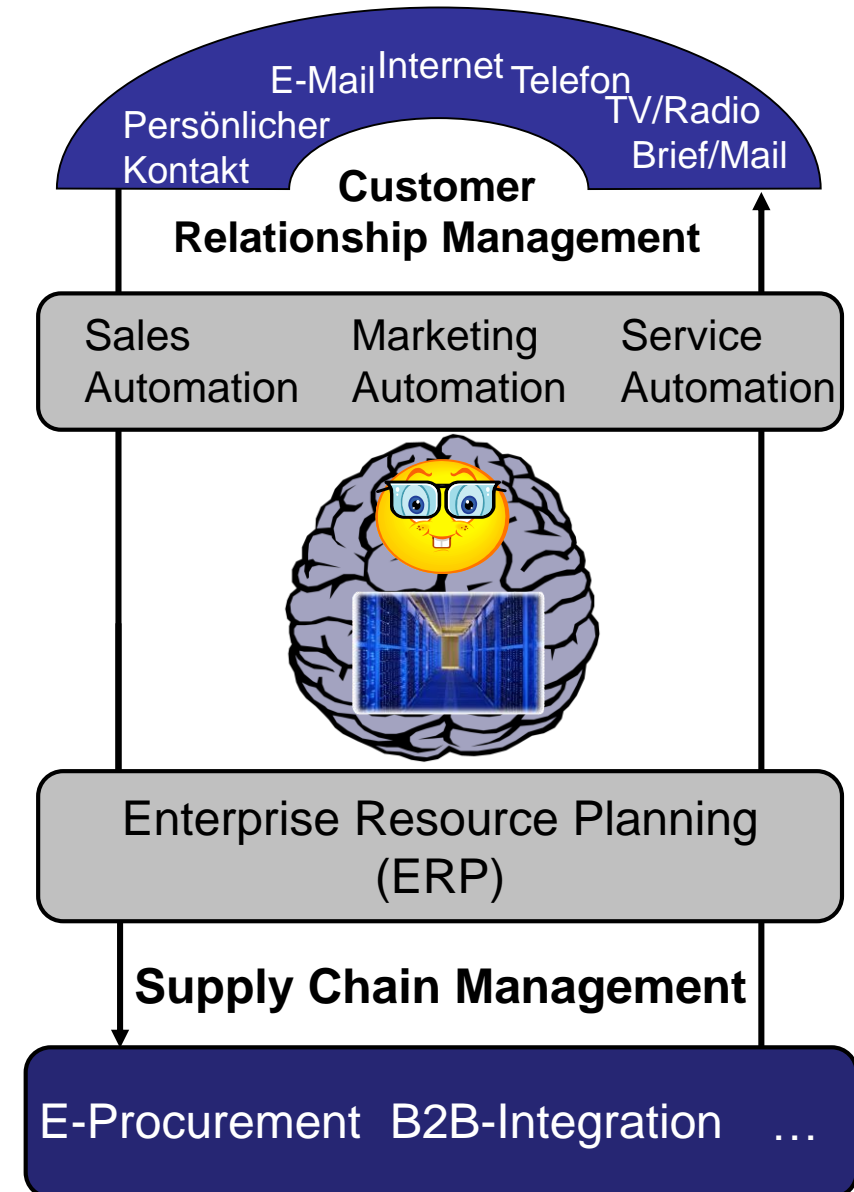 E-Mail Internet Telefon
Persönlicher
Kontakt
TV/Radio
Brief/Mail
Customer
Relationship Management
Sales
Automation
Marketing
Automation
Service
Automation
Enterprise Resource Planning
(ERP)
Supply Chain Management
E-Procurement B2B-Integration …